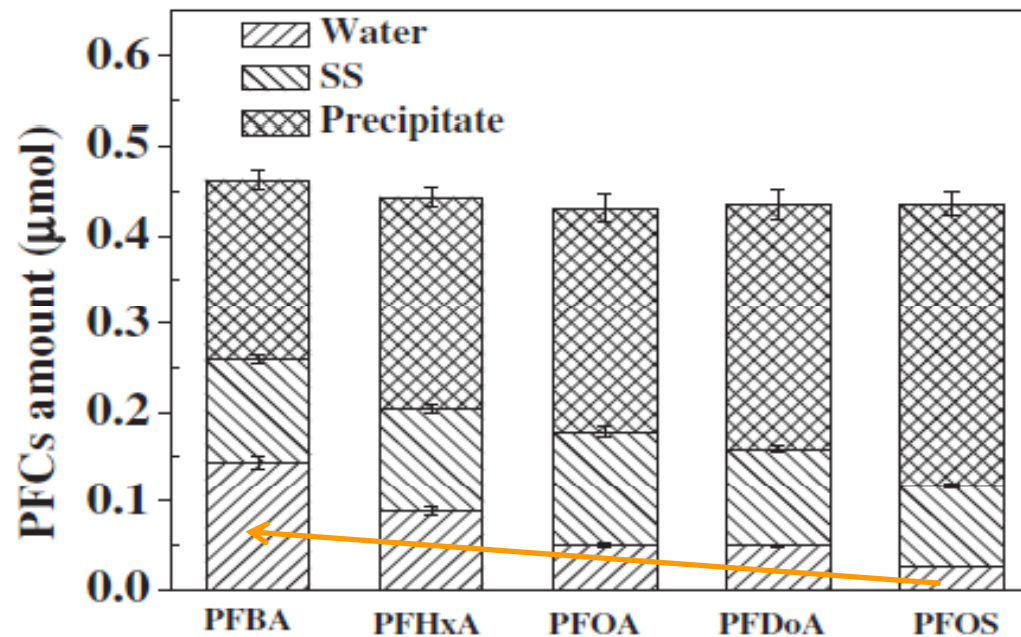 PFCs amount (μmol)
0.6
0.5
0.4
0.3
0.2
0.1
0.0
Water
SS
Precipitate
PFBA PFHxA PFOA PFDoA PFOS